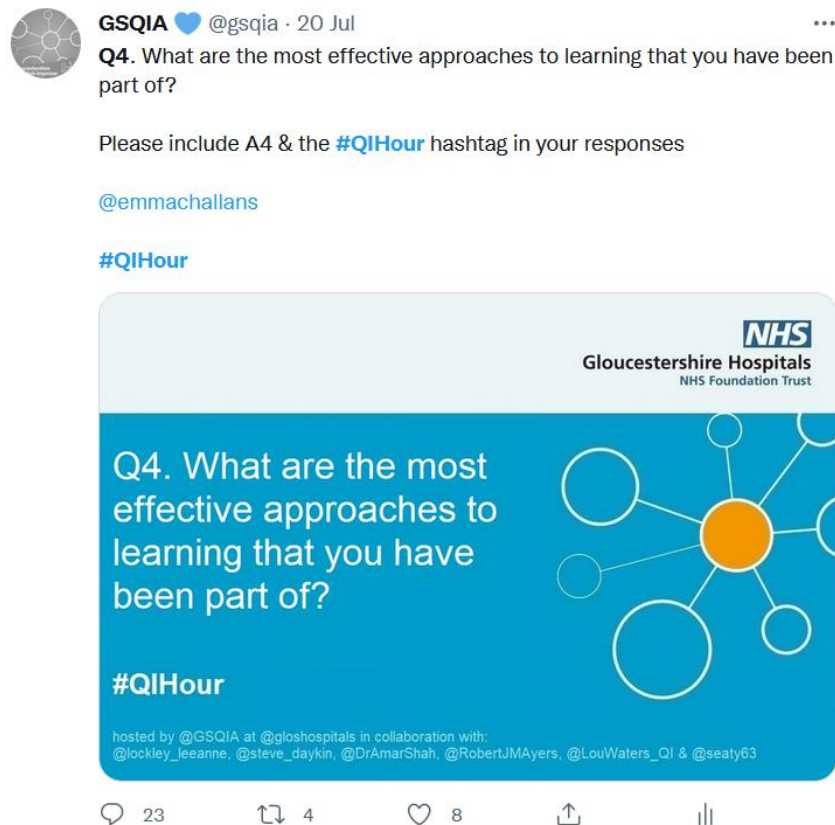 GSQIA 💙 @gsqia · 20 Jul
Q4. What are the most effective approaches to learning that you have been
part of?
Please include A4 & the #QIHour hashtag in your responses
@emmachallans
#QIHour
NHS
Gloucestershire Hospitals
NHS Foundation Trust
Q4. What are the most
effective approaches to
learning that you have
been part of?
#QIHour
hosted by @GSQIA at @gloshospitals in collaboration with:
@lockley_leeanne, @steve_daykin, @DrAmarShah, @RobertJMAyers, @LouWaters_QI & @seaty63
23 4 8